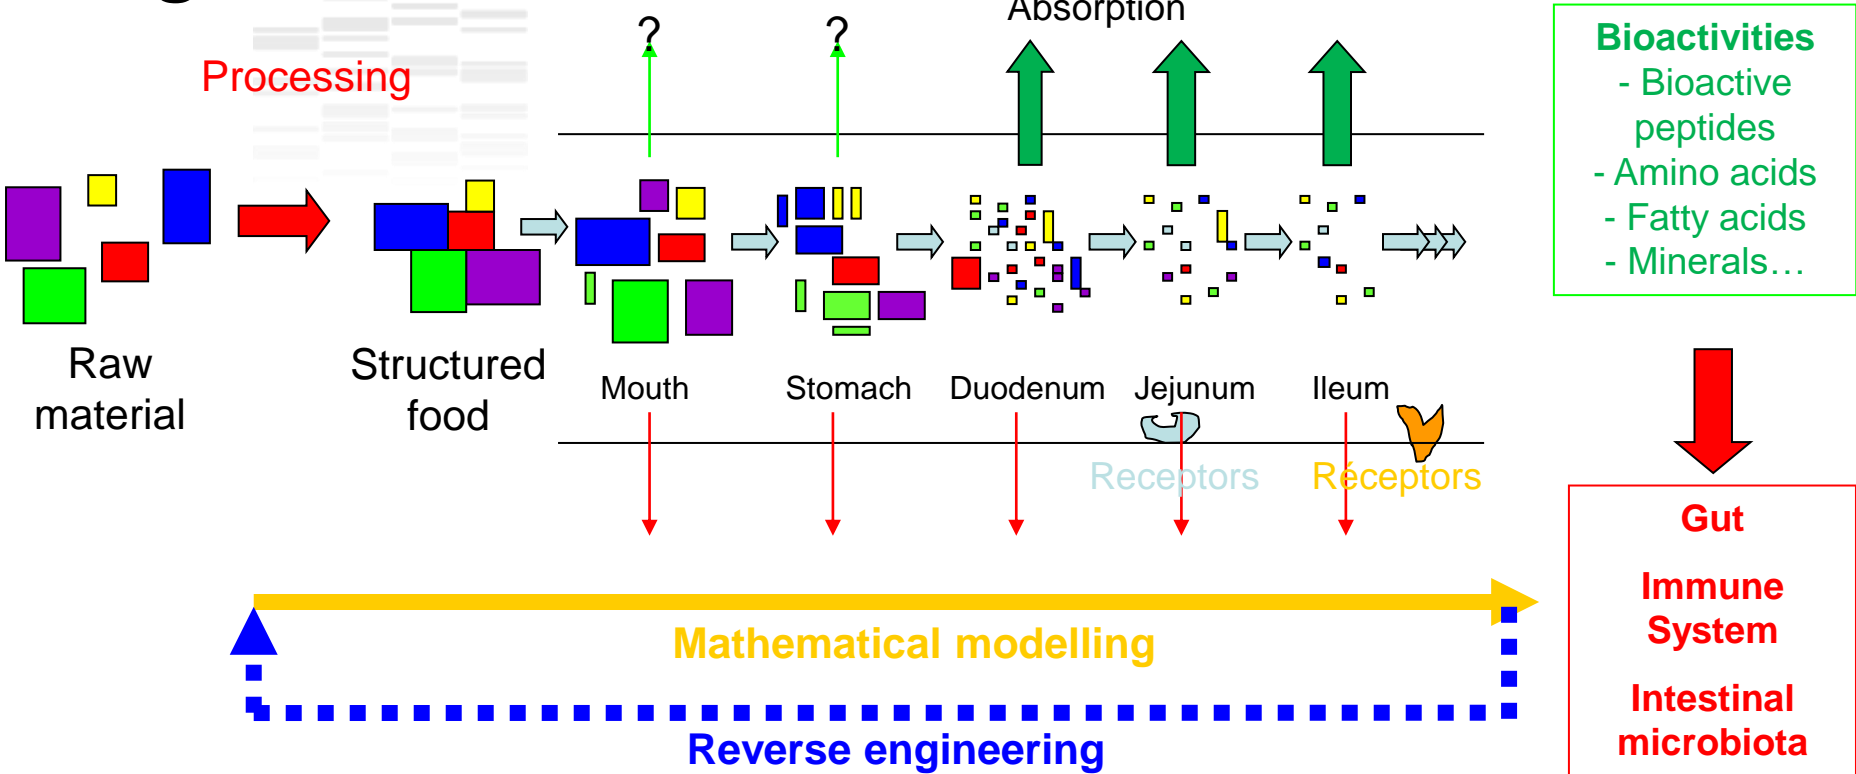 Absorption
?
?
Processing
Raw
material
Structured
food
Mouth
Stomach
Duodenum
Jejunum
Ileum
Receptors
Réceptors
Mathematical modelling
Reverse engineering
Bioactivities
- Bioactive
peptides
- Amino acids
- Fatty acids
- Minerals…
Gut
Immune
System
Intestinal
microbiota